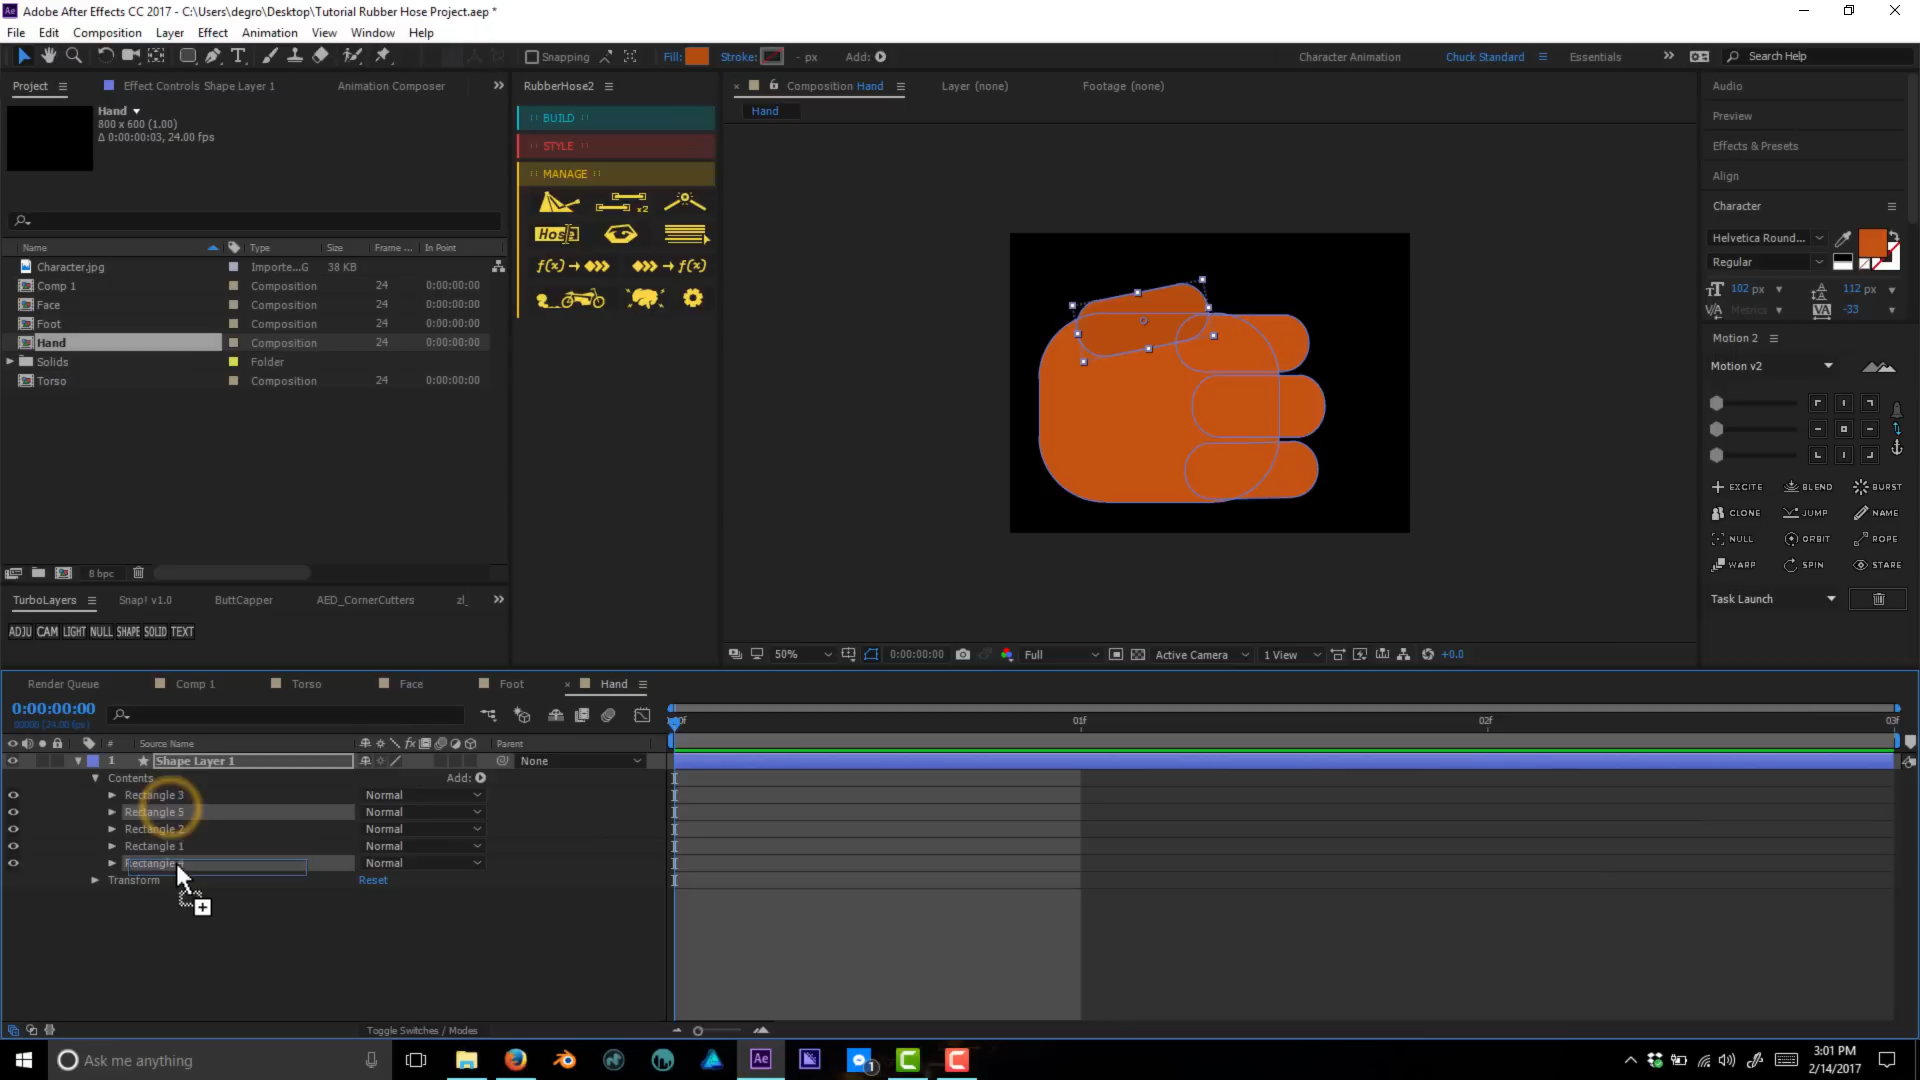 Adobe After Effects CC 2017 - C:\Users\degro\Desktop\Tutorial Rubber Hose Project.aep *
File Edit Composition Layer Effect Animation View Window Help
Snapping Fill: Stroke: - px Add: Character Animation Chuck Standard Essentials Search Help
Project Effect Controls Shape Layer 1 Animation Composer
Hand
800 x 600 (1.00)
Δ 0:00:00:03, 24.00 fps
Name Type Size Frame ... In Point
Character.jpg Importe...G 38 KB
Comp 1 Composition 24 0:00:00:00
Face Composition 24 0:00:00:00
Foot Composition 24 0:00:00:00
Hand Composition 24 0:00:00:00
Solids Folder
Torso Composition 24 0:00:00:00
8 bpc
RubberHose2
BUILD
STYLE
MANAGE
x2
Hose
f(x) f(x)
Composition Hand Layer (none) Footage (none)
Hand
50% 0:00:00:00 Full Active Camera 1 View +0.0
Audio
Preview
Effects & Presets
Align
Character
Helvetica Round...
Regular
102 px 112 px
Metrics -33
Motion 2
Motion v2
EXCITE BLEND BURST
CLONE JUMP NAME
NULL ORBIT ROPE
WARP SPIN STARE
Task Launch
TurboLayers Snap! v1.0 ButtCapper AED_CornerCutters zl_
ADJU CAM LIGHT NULL SHAPE SOLID TEXT
Render Queue Comp 1 Torso Face Foot Hand
0:00:00:00
00000 (24.00 fps)
01f 02f 03f
# Source Name Parent
1 Shape Layer 1 None
Contents Add:
Rectangle 3 Normal
Rectangle 5 Normal
Rectangle 2 Normal
Rectangle 1 Normal
Rectangle 4 Normal
Transform Reset
Toggle Switches / Modes
Ask me anything
Ae
1
3:01 PM
2/14/2017